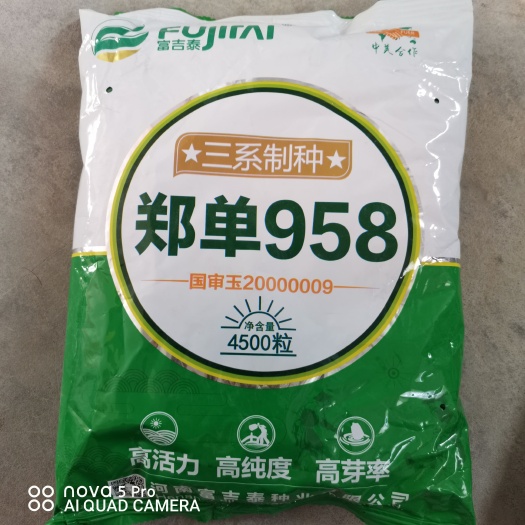 FUJITAI
富吉泰
中美合作
★三系制种★
郑单958
国审玉20000009
净含量
4500粒
高活力 高纯度 高芽率
河南富吉泰种业有限公司
nova 5 Pro
AI QUAD CAMERA